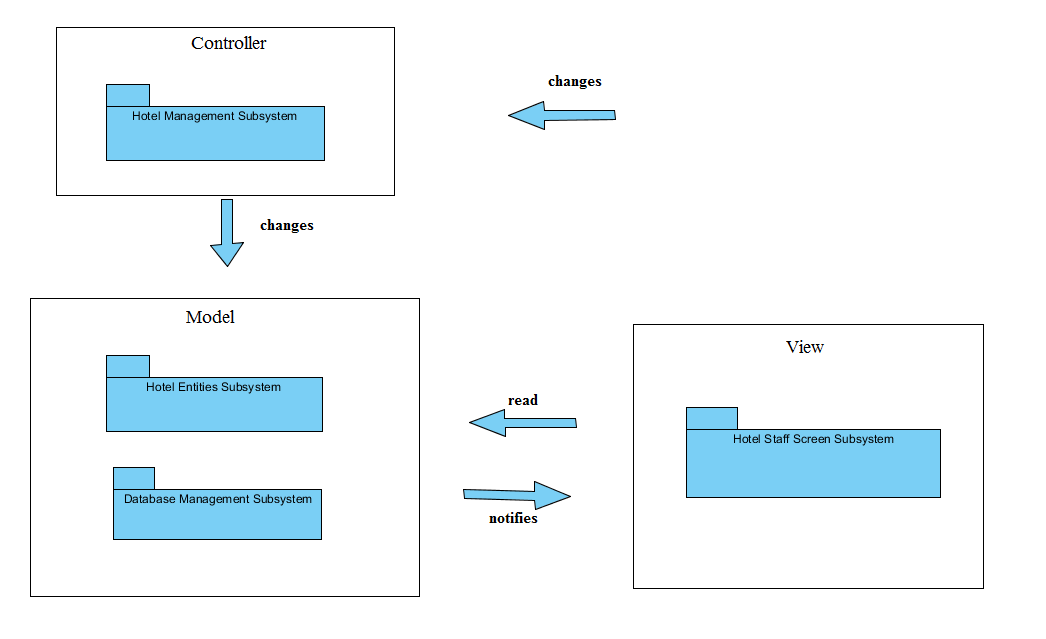 Controller
Hotel Management Subsystem
changes
changes
Model
Hotel Entities Subsystem
Database Management Subsystem
read
notifies
View
Hotel Staff Screen Subsystem